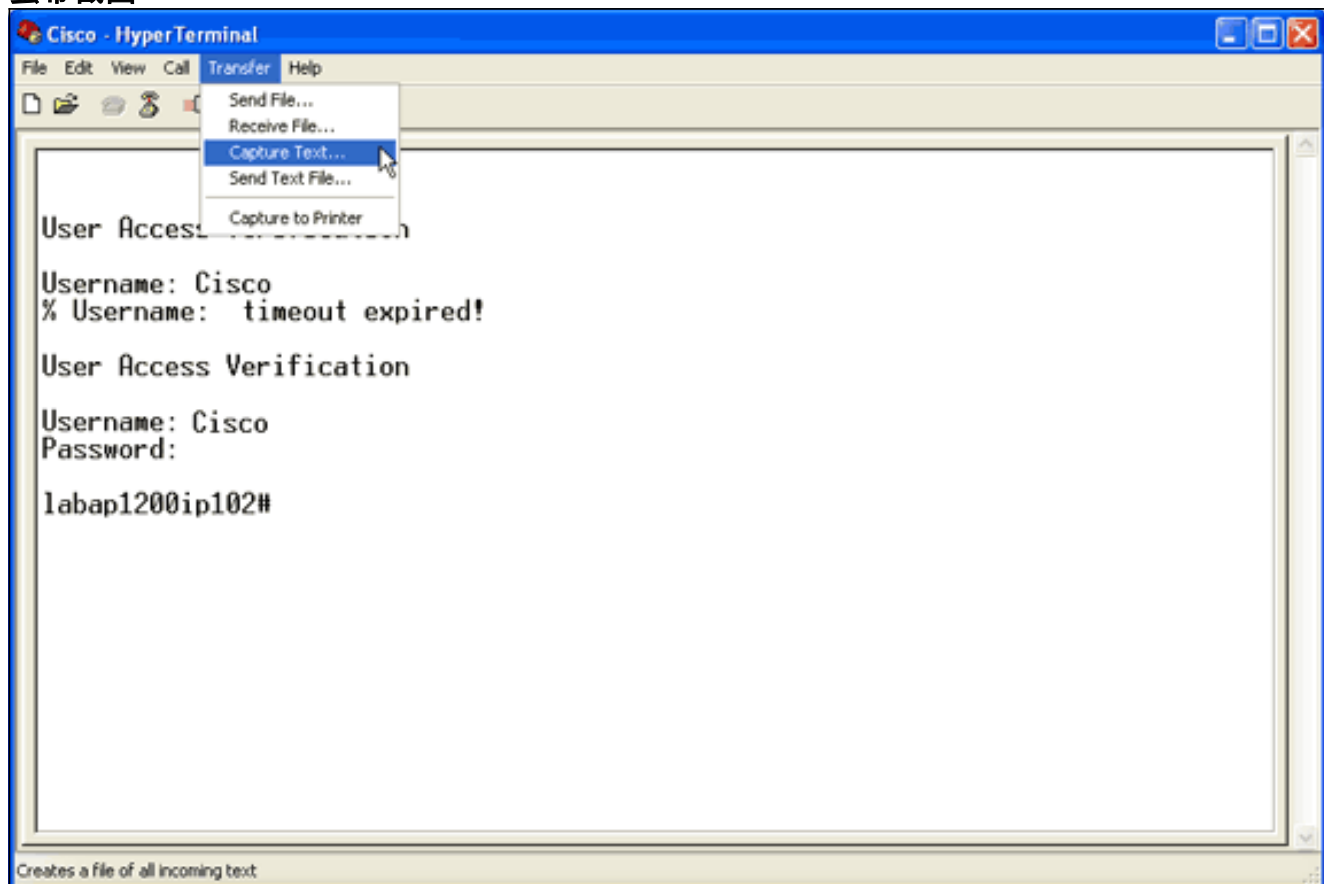 Cisco - HyperTerminal
File Edit View Call Transfer Help
Send File...
Receive File...
Capture Text...
Send Text File...
Capture to Printer
User Access
Username: Cisco
% Username:  timeout expired!
User Access Verification
Username: Cisco
Password:
labap1200ip102#
Creates a file of all incoming text